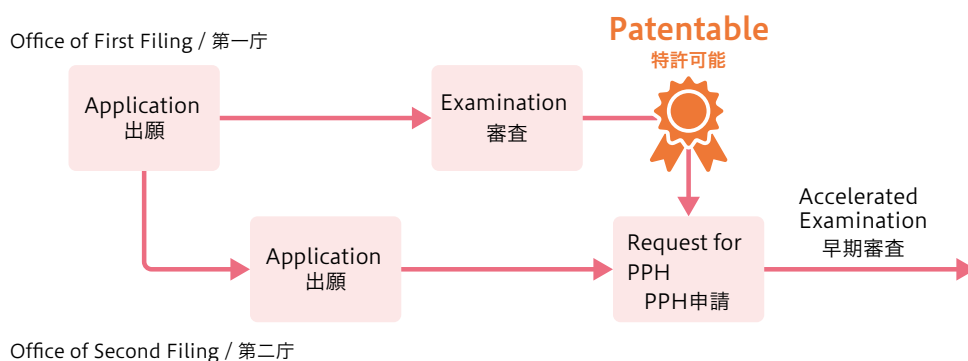 Patentable
特許可能
Office of First Filing / 第一庁
Application
出願
Examination
審査
Application
出願
Request for
PPH
PPH申請
Accelerated
Examination
早期審査
Office of Second Filing / 第二庁